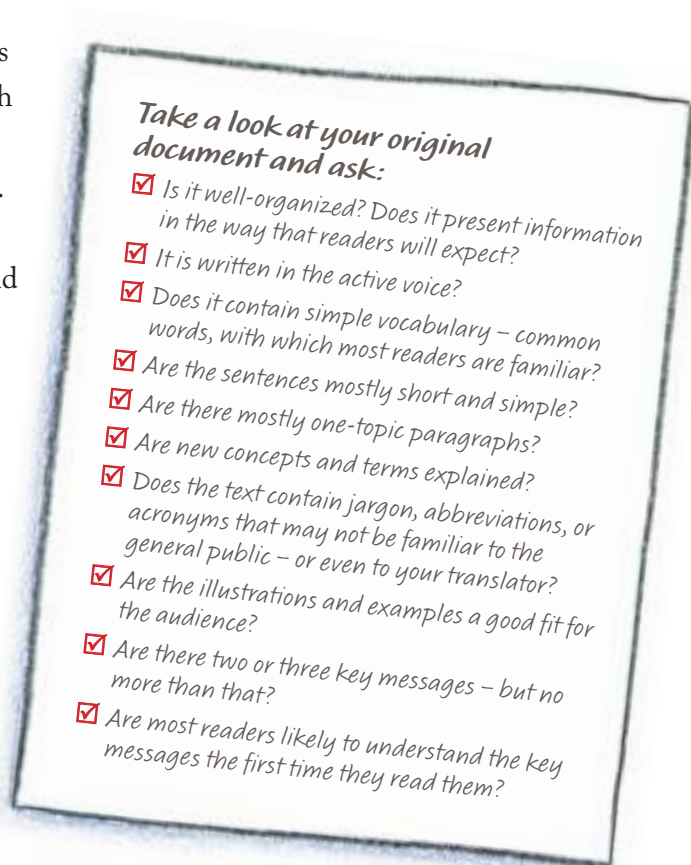 s
h
.
d
Take a look at your original
document and ask:
Is it well-organized? Does it present information
in the way that readers will expect?
It is written in the active voice?
Does it contain simple vocabulary – common
words, with which most readers are familiar?
Are the sentences mostly short and simple?
Are there mostly one-topic paragraphs?
Are new concepts and terms explained?
Does the text contain jargon, abbreviations, or
acronyms that may not be familiar to the
general public – or even to your translator?
Are the illustrations and examples a good fit for
the audience?
Are there two or three key messages – but no
more than that?
Are most readers likely to understand the key
messages the first time they read them?